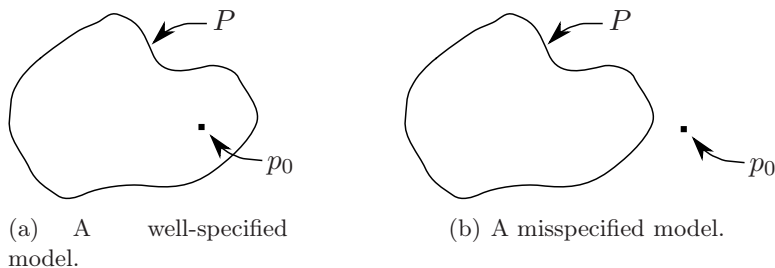 P
p₀
(a) A well-specified
model.
P
p₀
(b) A misspecified model.